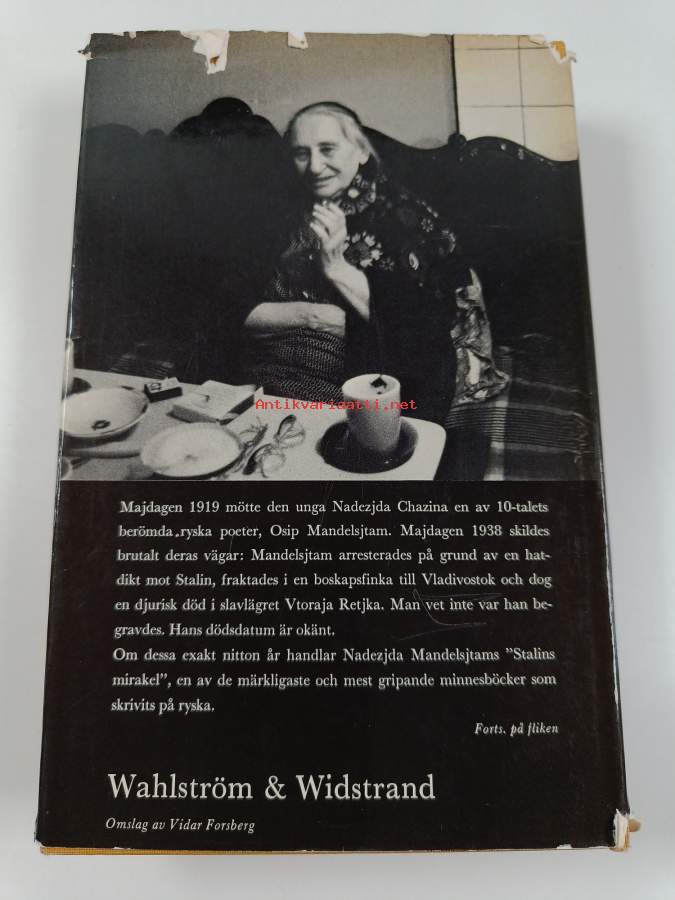 Antikvariaatti.net
Majdagen 1919 mötte den unga Nadezjda Chazina en av 10-talets
berömda ryska poeter, Osip Mandelsjtam. Majdagen 1938 skildes
brutalt deras vägar: Mandelsjtam arresterades på grund av en hat-
dikt mot Stalin, fraktades i en boskapsfinka till Vladivostok och dog
en djurisk död i slavlägret Vtoraja Retjka. Man vet inte var han be-
gravdes. Hans dödsdatum är okänt.
Om dessa exakt nitton år handlar Nadezjda Mandelsjtams ”Stalins
mirakel”, en av de märkligaste och mest gripande minnesböcker som
skrivits på ryska.
Forts. på fliken
Wahlström & Widstrand
Omslag av Vidar Forsberg